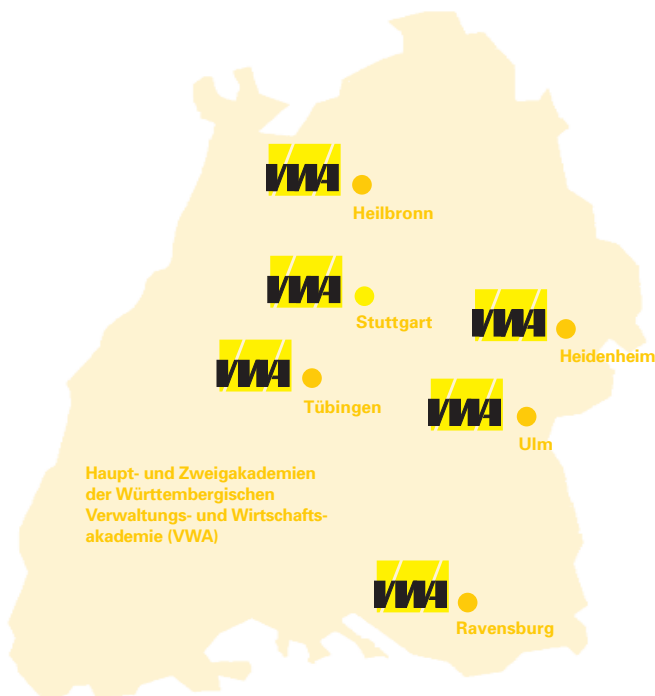 VWA
Heilbronn
VWA
Stuttgart
VWA
Heidenheim
VWA
Tübingen
VWA
Ulm
Haupt- und Zweigakademien
der Württembergischen
Verwaltungs- und Wirtschafts-
akademie (VWA)
VWA
Ravensburg